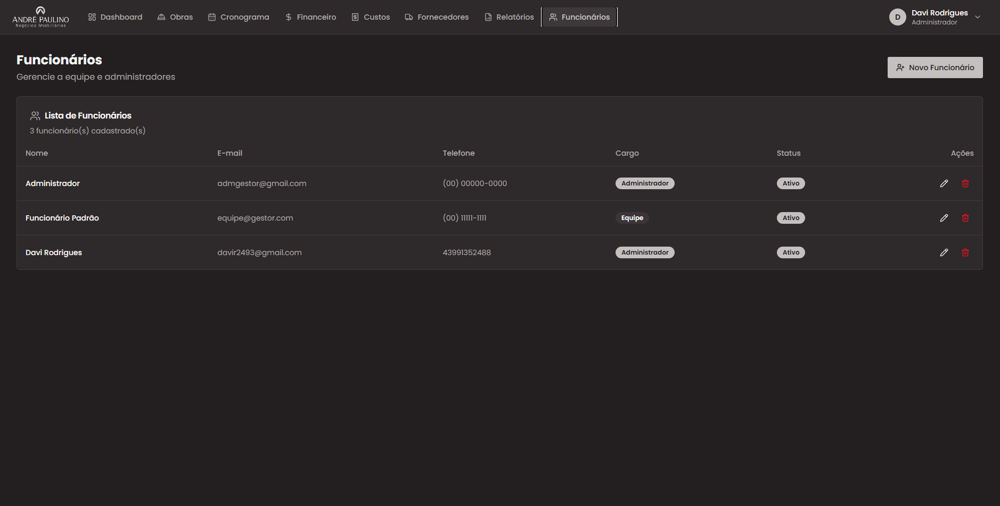 ANDRÉ PAULINO
Negócios Imobiliários
Dashboard
Obras
Cronograma
Financeiro
Custos
Fornecedores
Relatórios
Funcionários
D
Davi Rodrigues
Administrador
Funcionários
Gerencie a equipe e administradores
Novo Funcionário
Lista de Funcionários
3 funcionário(s) cadastrado(s)
Nome E-mail Telefone Cargo Status Ações
Administrador admgestor@gmail.com (00) 00000-0000 Administrador Ativo
Funcionário Padrão equipe@gestor.com (00) 11111-1111 Equipe Ativo
Davi Rodrigues davir2493@gmail.com 43991352488 Administrador Ativo